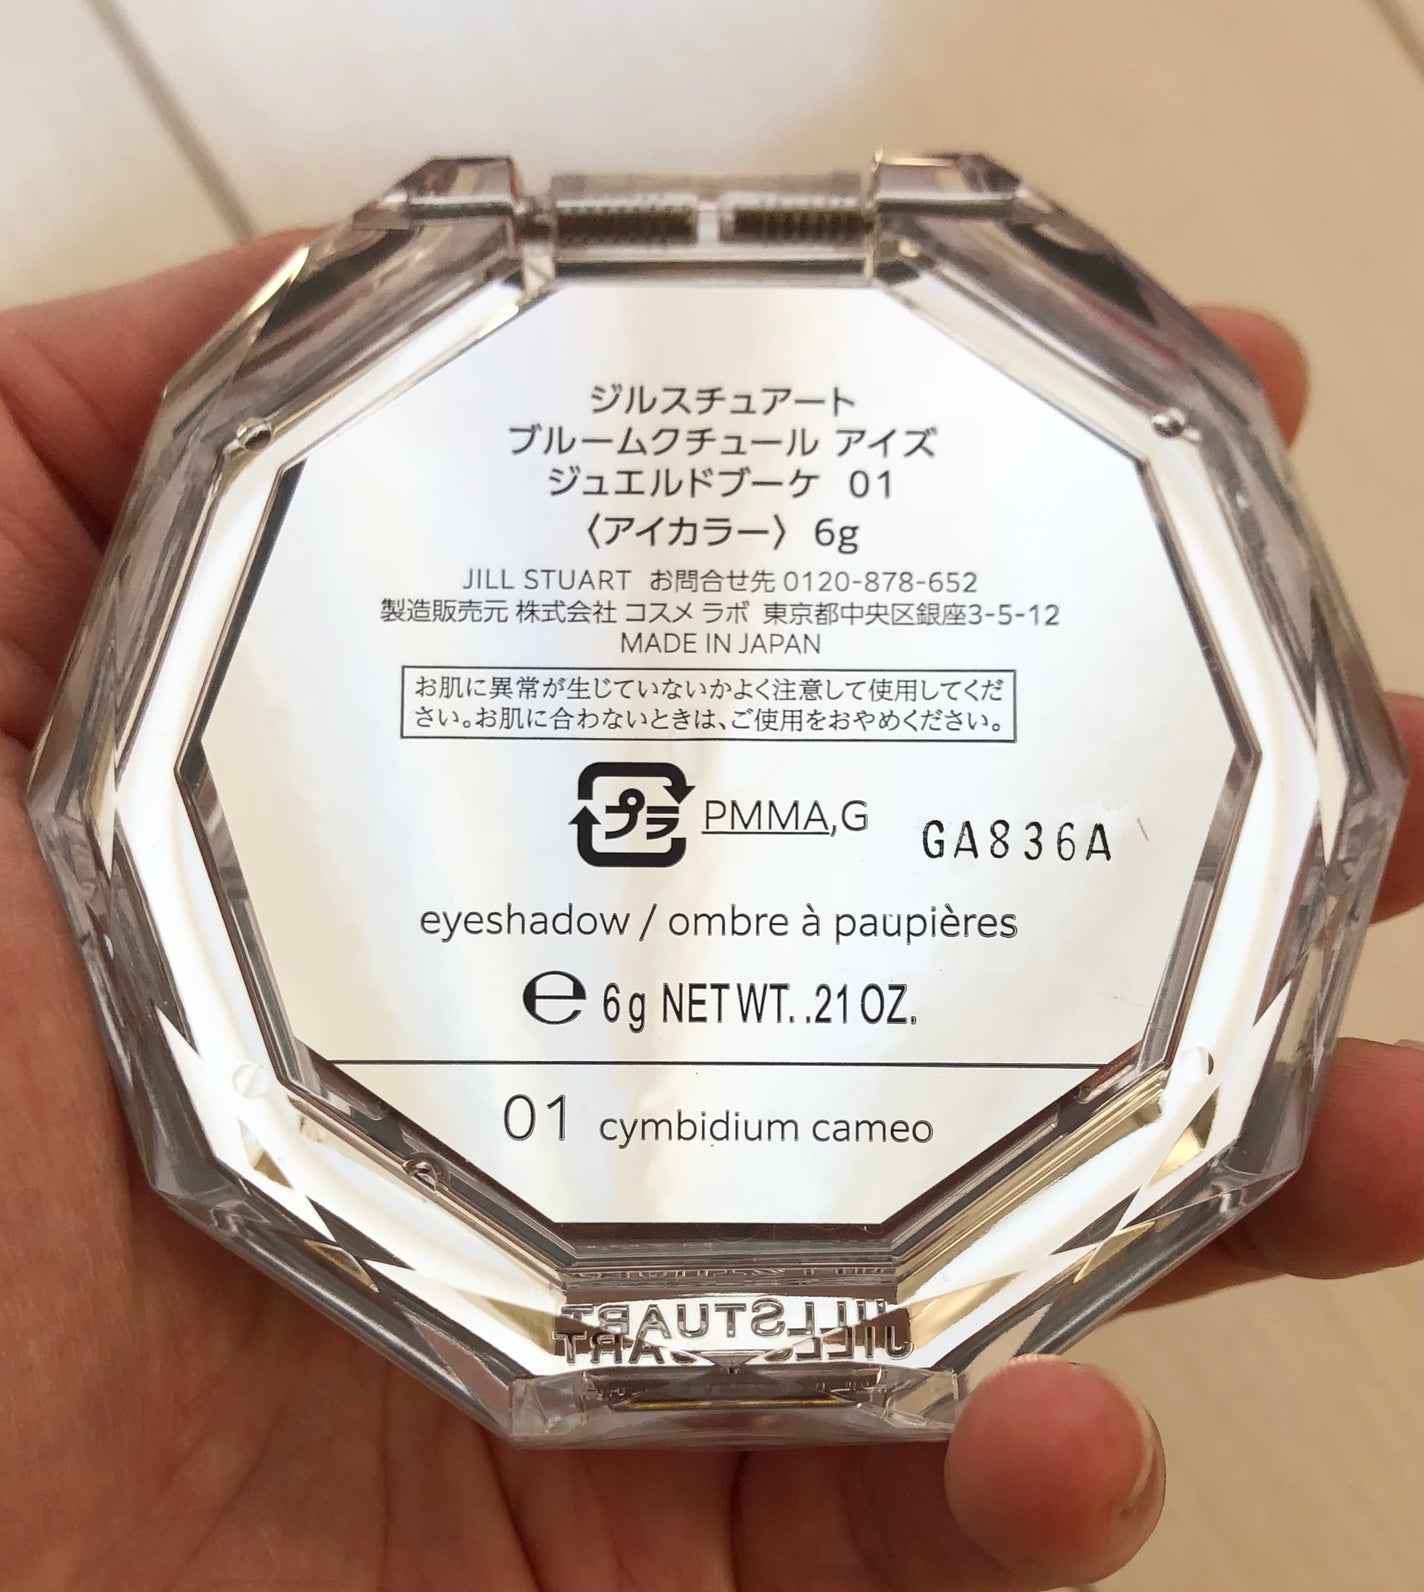 ジルスチュアート
ブルームクチュール アイズ
ジュエルドブーケ 01
〈アイカラー〉 6g
JILL STUART お問合せ先 0120-878-652
製造販売元 株式会社 コスメ ラボ 東京都中央区銀座3-5-12
MADE IN JAPAN
お肌に異常が生じていないかよく注意して使用してくだ
さい。お肌に合わないときは、ご使用をおやめください。
プラ PMMA,G GA836A
eyeshadow / ombre à paupières
℮ 6g NET WT. .21 OZ.
01 cymbidium cameo
JILLSTUART